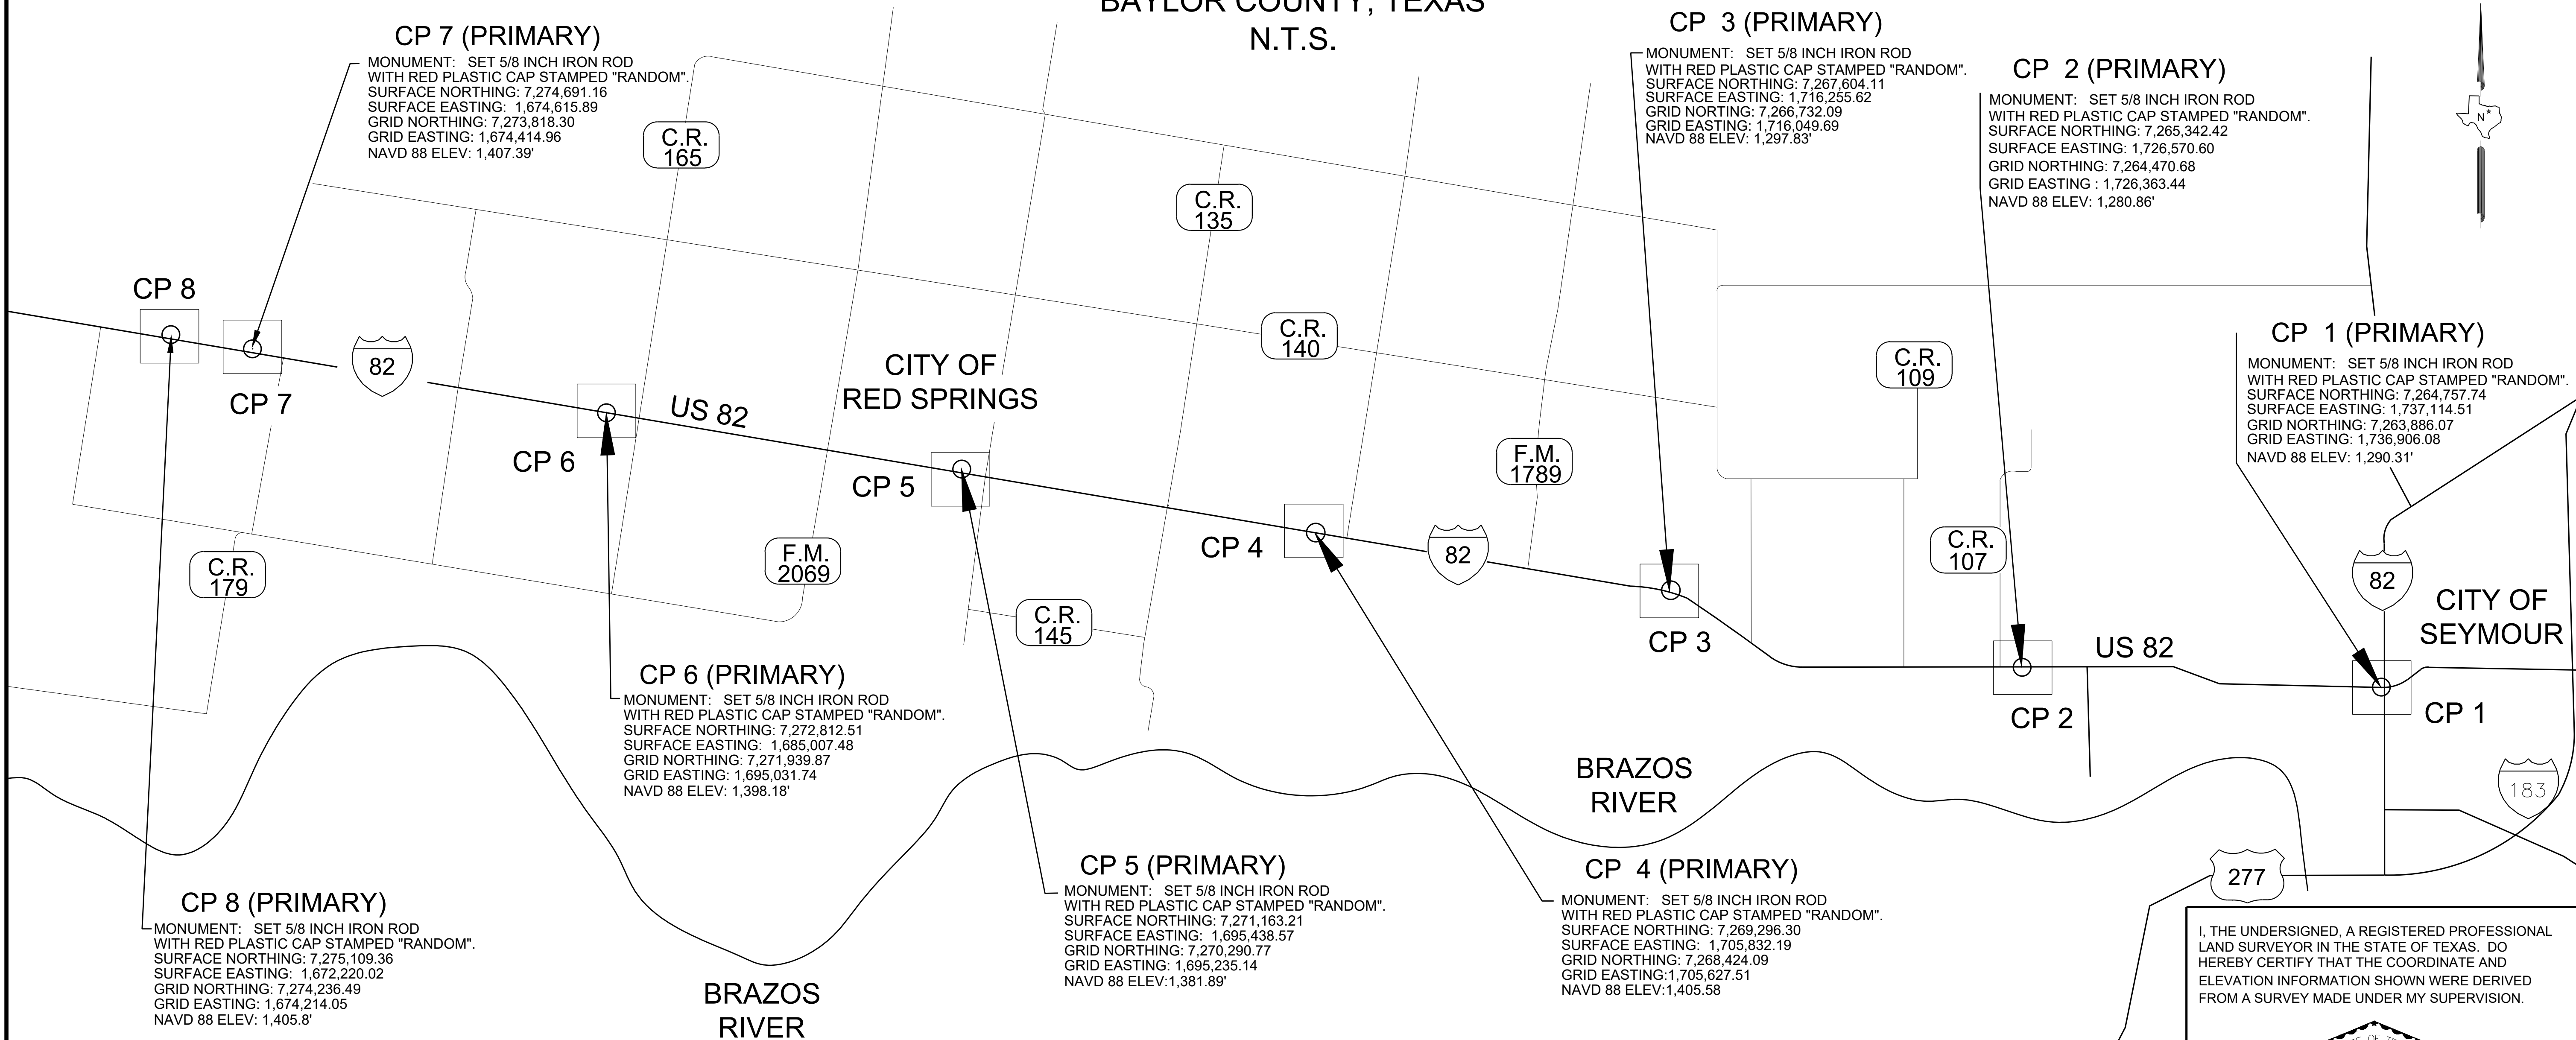 BAYLOR COUNTY, TEXAS
N.T.S.
CP 7 (PRIMARY)
MONUMENT: SET 5/8 INCH IRON ROD
WITH RED PLASTIC CAP STAMPED "RANDOM".
SURFACE NORTHING: 7,274,691.16
SURFACE EASTING: 1,674,615.89
GRID NORTHING: 7,273,818.30
GRID EASTING: 1,674,414.96
NAVD 88 ELEV: 1,407.39'
CP 3 (PRIMARY)
MONUMENT: SET 5/8 INCH IRON ROD
WITH RED PLASTIC CAP STAMPED "RANDOM".
SURFACE NORTHING: 7,267,604.11
SURFACE EASTING: 1,716,255.62
GRID NORTING: 7,266,732.09
GRID EASTING: 1,716,049.69
NAVD 88 ELEV: 1,297.83'
CP 2 (PRIMARY)
MONUMENT: SET 5/8 INCH IRON ROD
WITH RED PLASTIC CAP STAMPED "RANDOM".
SURFACE NORTHING: 7,265,342.42
SURFACE EASTING: 1,726,570.60
GRID NORTHING: 7,264,470.68
GRID EASTING : 1,726,363.44
NAVD 88 ELEV: 1,280.86'
N
C.R.
165
C.R.
135
C.R.
140
C.R.
109
CP 1 (PRIMARY)
MONUMENT: SET 5/8 INCH IRON ROD
WITH RED PLASTIC CAP STAMPED "RANDOM".
SURFACE NORTHING: 7,264,757.74
SURFACE EASTING: 1,737,114.51
GRID NORTHING: 7,263,886.07
GRID EASTING: 1,736,906.08
NAVD 88 ELEV: 1,290.31'
CP 8
CP 7
82
CITY OF
RED SPRINGS
US 82
CP 6
CP 5
F.M.
1789
CP 4
82
C.R.
107
C.R.
179
F.M.
2069
C.R.
145
82
CITY OF
SEYMOUR
CP 3
US 82
CP 2
CP 1
CP 6 (PRIMARY)
MONUMENT: SET 5/8 INCH IRON ROD
WITH RED PLASTIC CAP STAMPED "RANDOM".
SURFACE NORTHING: 7,272,812.51
SURFACE EASTING: 1,685,007.48
GRID NORTHING: 7,271,939.87
GRID EASTING: 1,695,031.74
NAVD 88 ELEV: 1,398.18'
BRAZOS
RIVER
183
277
CP 8 (PRIMARY)
MONUMENT: SET 5/8 INCH IRON ROD
WITH RED PLASTIC CAP STAMPED "RANDOM".
SURFACE NORTHING: 7,275,109.36
SURFACE EASTING: 1,672,220.02
GRID NORTHING: 7,274,236.49
GRID EASTING: 1,674,214.05
NAVD 88 ELEV: 1,405.8'
BRAZOS
RIVER
CP 5 (PRIMARY)
MONUMENT: SET 5/8 INCH IRON ROD
WITH RED PLASTIC CAP STAMPED "RANDOM".
SURFACE NORTHING: 7,271,163.21
SURFACE EASTING: 1,695,438.57
GRID NORTHING: 7,270,290.77
GRID EASTING: 1,695,235.14
NAVD 88 ELEV:1,381.89'
CP 4 (PRIMARY)
MONUMENT: SET 5/8 INCH IRON ROD
WITH RED PLASTIC CAP STAMPED "RANDOM".
SURFACE NORTHING: 7,269,296.30
SURFACE EASTING: 1,705,832.19
GRID NORTHING: 7,268,424.09
GRID EASTING:1,705,627.51
NAVD 88 ELEV:1,405.58
I, THE UNDERSIGNED, A REGISTERED PROFESSIONAL
LAND SURVEYOR IN THE STATE OF TEXAS. DO
HEREBY CERTIFY THAT THE COORDINATE AND
ELEVATION INFORMATION SHOWN WERE DERIVED
FROM A SURVEY MADE UNDER MY SUPERVISION.